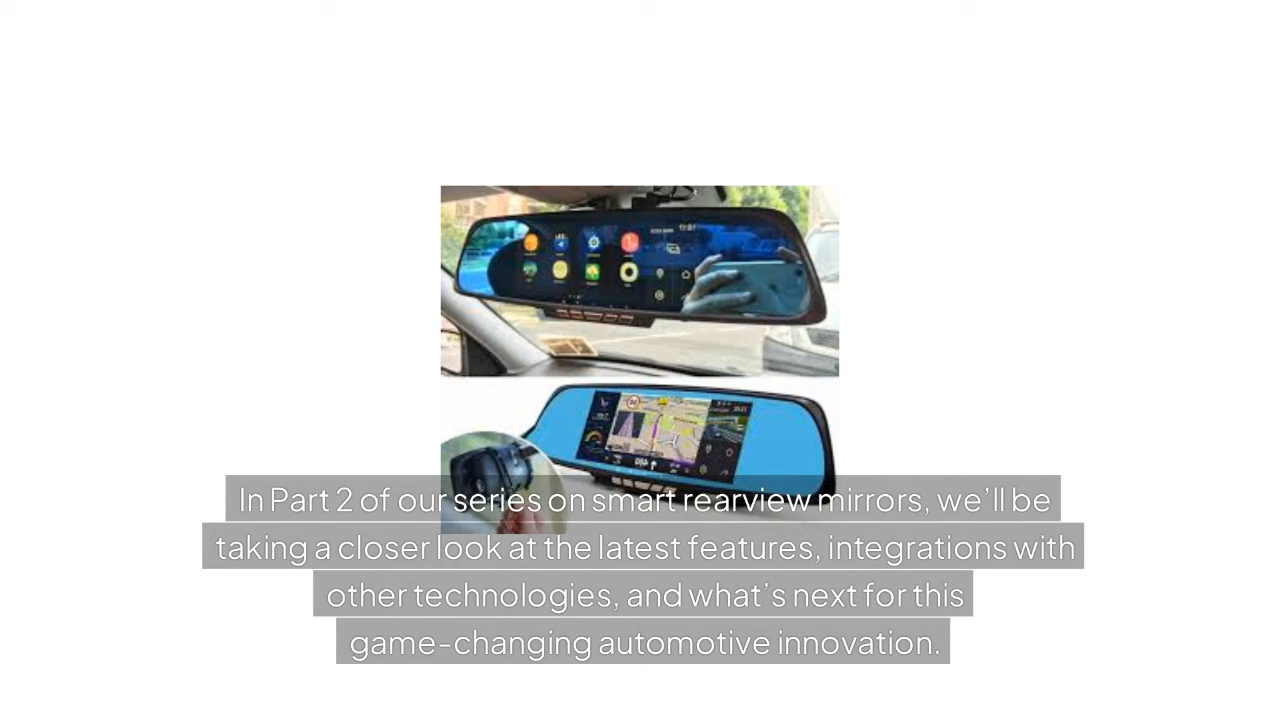 In Part 2 of our series on smart rearview mirrors, we’ll be
taking a closer look at the latest features, integrations with
other technologies, and what’s next for this
game-changing automotive innovation.